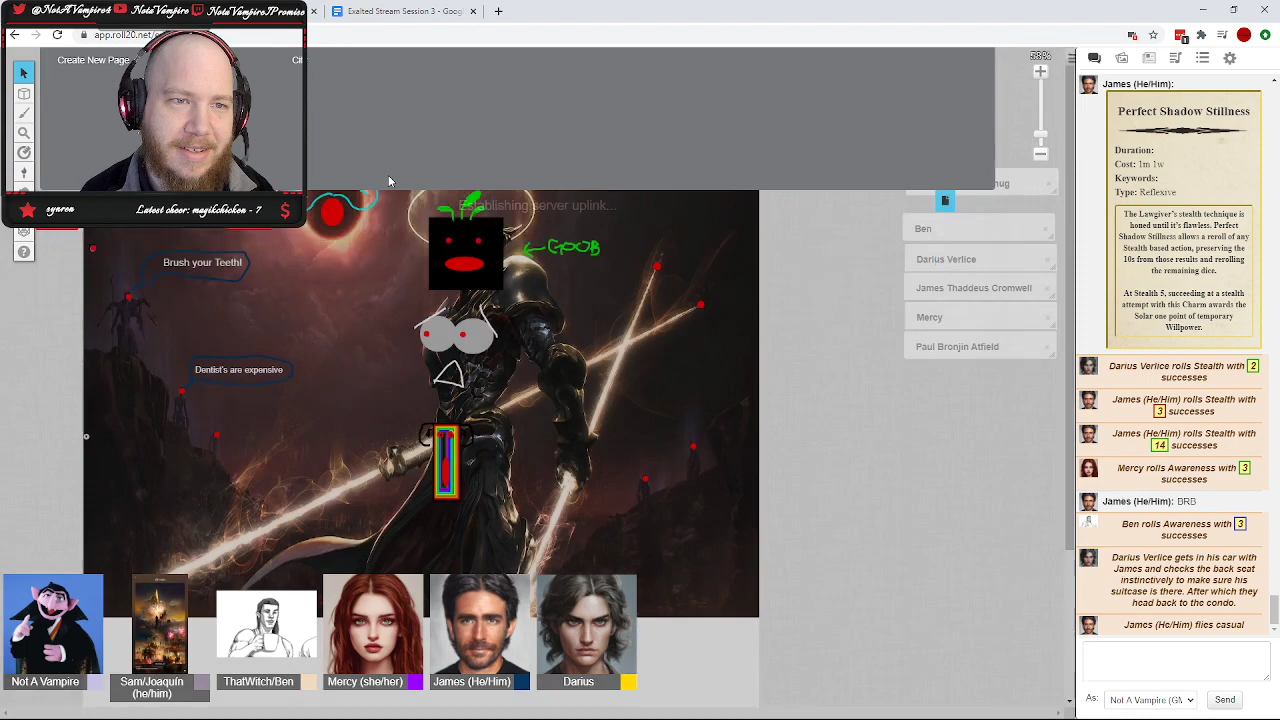 @NotAVampire4 NotaVampire NotaVampireIPromise
Exalted Stream Session 3 - Goog
app.roll20.net/e
58%
Create New Page
Cit
synron
Latest cheer: magikchicken - 7
Establishing server uplink...
GOOB
Brush your Teeth!
Dentist's are expensive
Ben
Darius Verlice
James Thaddeus Cromwell
Mercy
Paul Bronjin Atfield
James (He/Him):
Perfect Shadow Stillness
Duration:
Cost: 1m 1w
Keywords:
Type: Reflexive
The Lawgiver's stealth technique is
honed until it's flawless. Perfect
Shadow Stillness allows a reroll of any
Stealth based action, preserving the
10s from those results and rerolling
the remaining dice.
At Stealth 5, succeeding at a stealth
attempt with this Charm awards the
Solar one point of temporary
Willpower.
Darius Verlice rolls Stealth with 2
successes
James (He/Him) rolls Stealth with
3 successes
James (He/Him) rolls Stealth with
14 successes
Mercy rolls Awareness with 3
successes
James (He/Him): BRB
Ben rolls Awareness with 3
successes
Darius Verlice gets in his car with
James and checks the back seat
instinctively to make sure his
suitcase is there. After which they
head back to the condo.
James (He/Him) flies casual
Not A Vampire
Sam/Joaquin
(he/him)
ThatWitch/Ben
Mercy (she/her)
James (He/Him)
Darius
As:
Not A Vampire (GM
Send